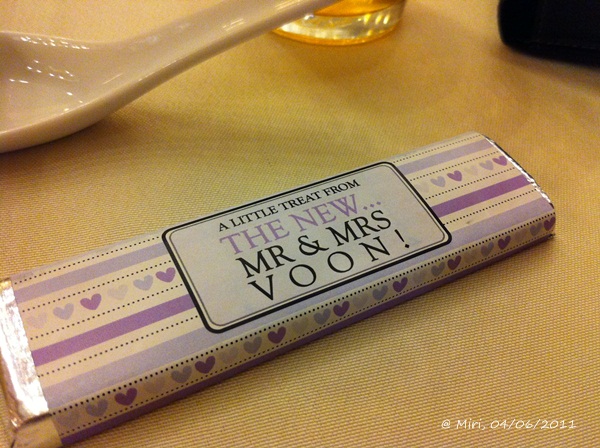 A LITTLE TREAT FROM
THE NEW...
MR & MRS
VOON!
@ Miri, 04/06/2011